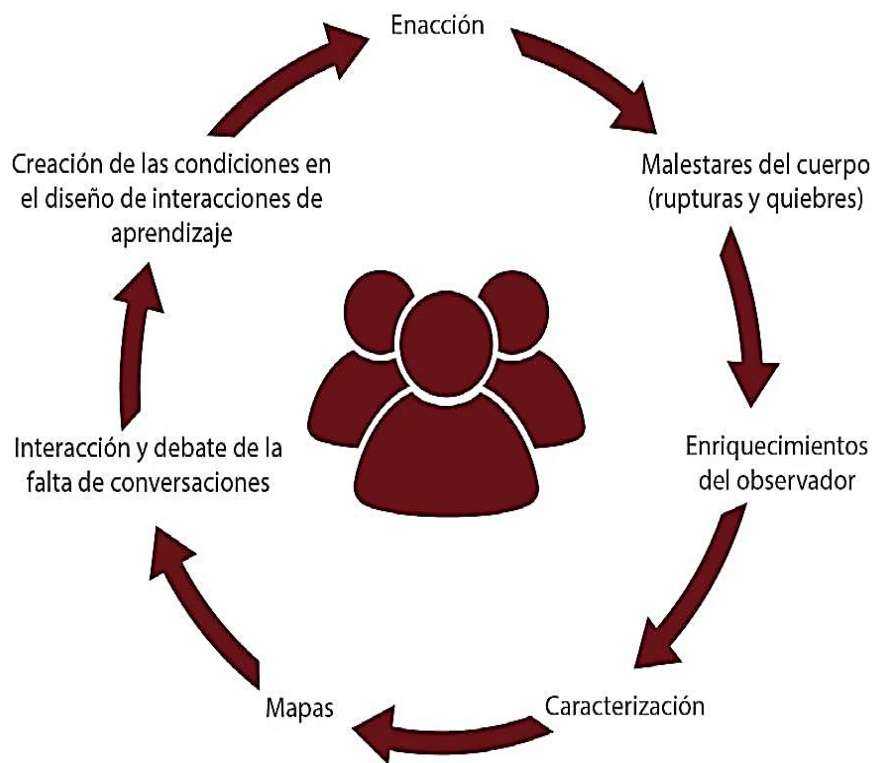 Enacción
Malestares del cuerpo
(rupturas y quiebres)
Enriquecimientos
del observador
Caracterización
Mapas
Interacción y debate de la
falta de conversaciones
Creación de las condiciones en
el diseño de interacciones de
aprendizaje